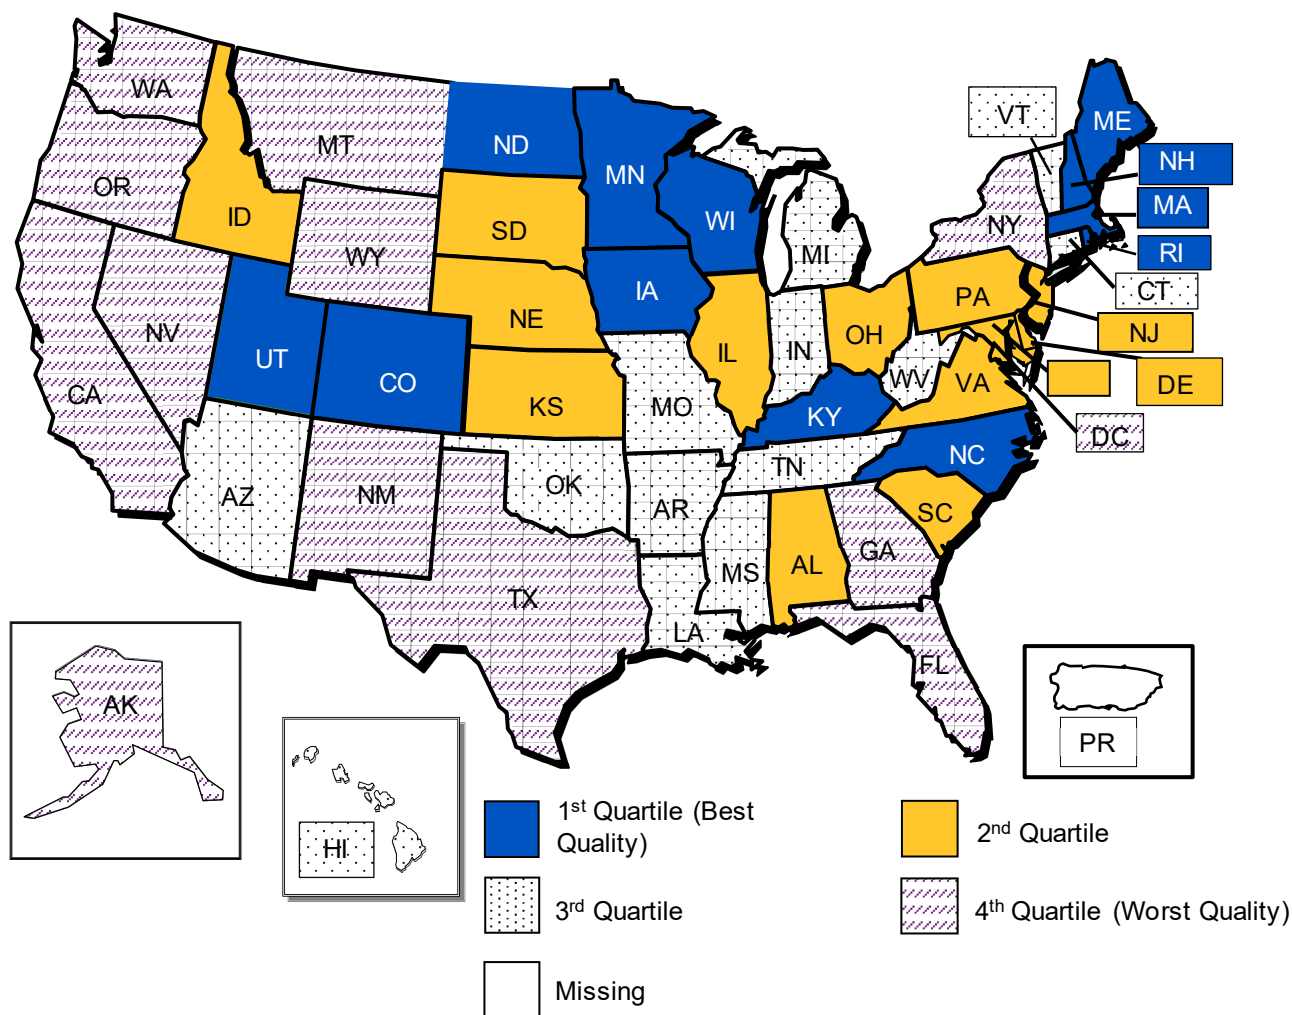 WA
MT
ND
MN
VT
ME
NH
OR
ID
SD
WI
MI
NY
MA
RI
WY
CT
NV
NE
IA
PA
NJ
UT
CO
IL
IN
OH
WV
VA
DE
CA
KS
MO
KY
DC
AZ
NM
OK
AR
TN
NC
SC
TX
MS
AL
GA
LA
FL
AK
HI
PR
1st Quartile (Best
Quality)
2nd Quartile
3rd Quartile
4th Quartile (Worst Quality)
Missing